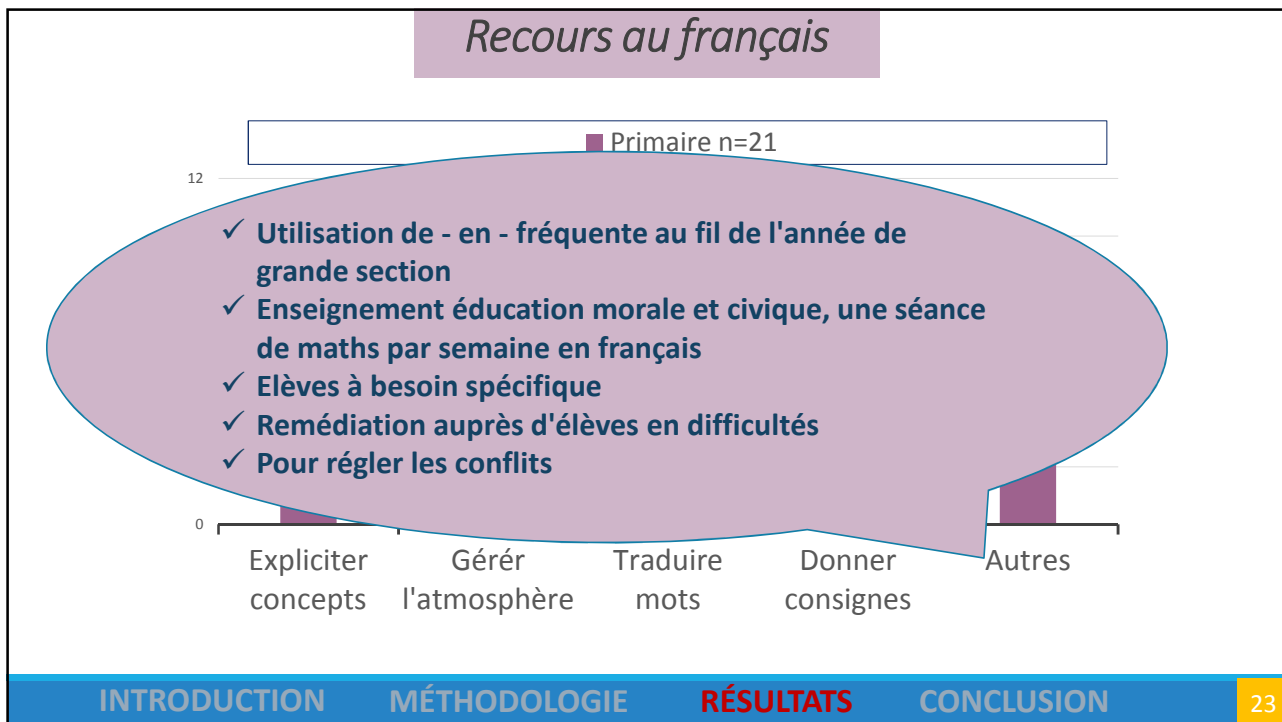 Recours au français
Primaire n=21
12
✓ Utilisation de - en - fréquente au fil de l'année de
grande section
✓ Enseignement éducation morale et civique, une séance
de maths par semaine en français
✓ Elèves à besoin spécifique
✓ Remédiation auprès d'élèves en difficultés
✓ Pour régler les conflits
0
Expliciter concepts
Gérér l'atmosphère
Traduire mots
Donner consignes
Autres
INTRODUCTION MÉTHODOLOGIE RÉSULTATS CONCLUSION 23